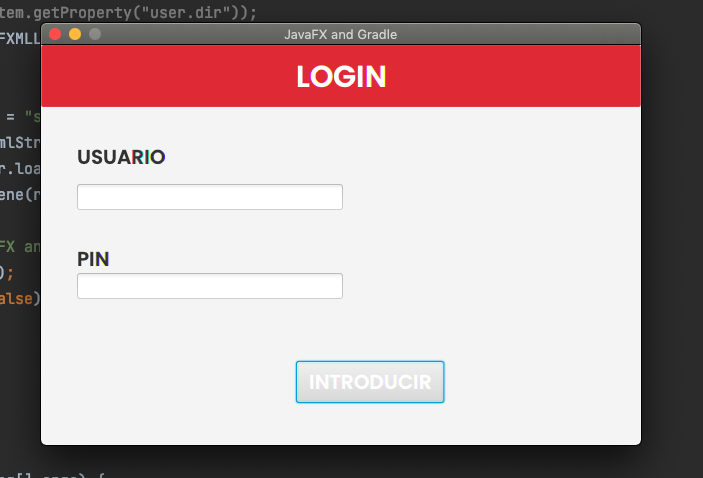 tem.getProperty("user.dir"));
FXMLL
JavaFX and Gradle
LOGIN
= "s
mlStr
USUARIO
r.loa
ene(r
FX an
PIN
);
alse)
INTRODUCIR